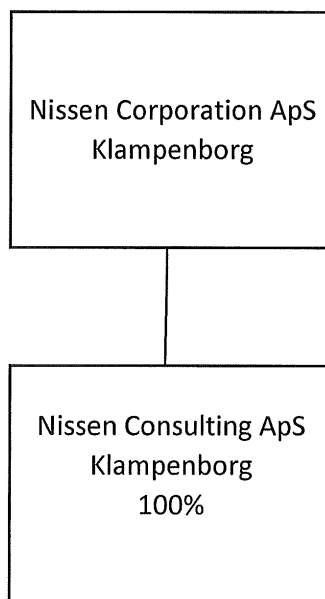 Nissen Corporation ApS
Klampenborg
Nissen Consulting ApS
Klampenborg
100%